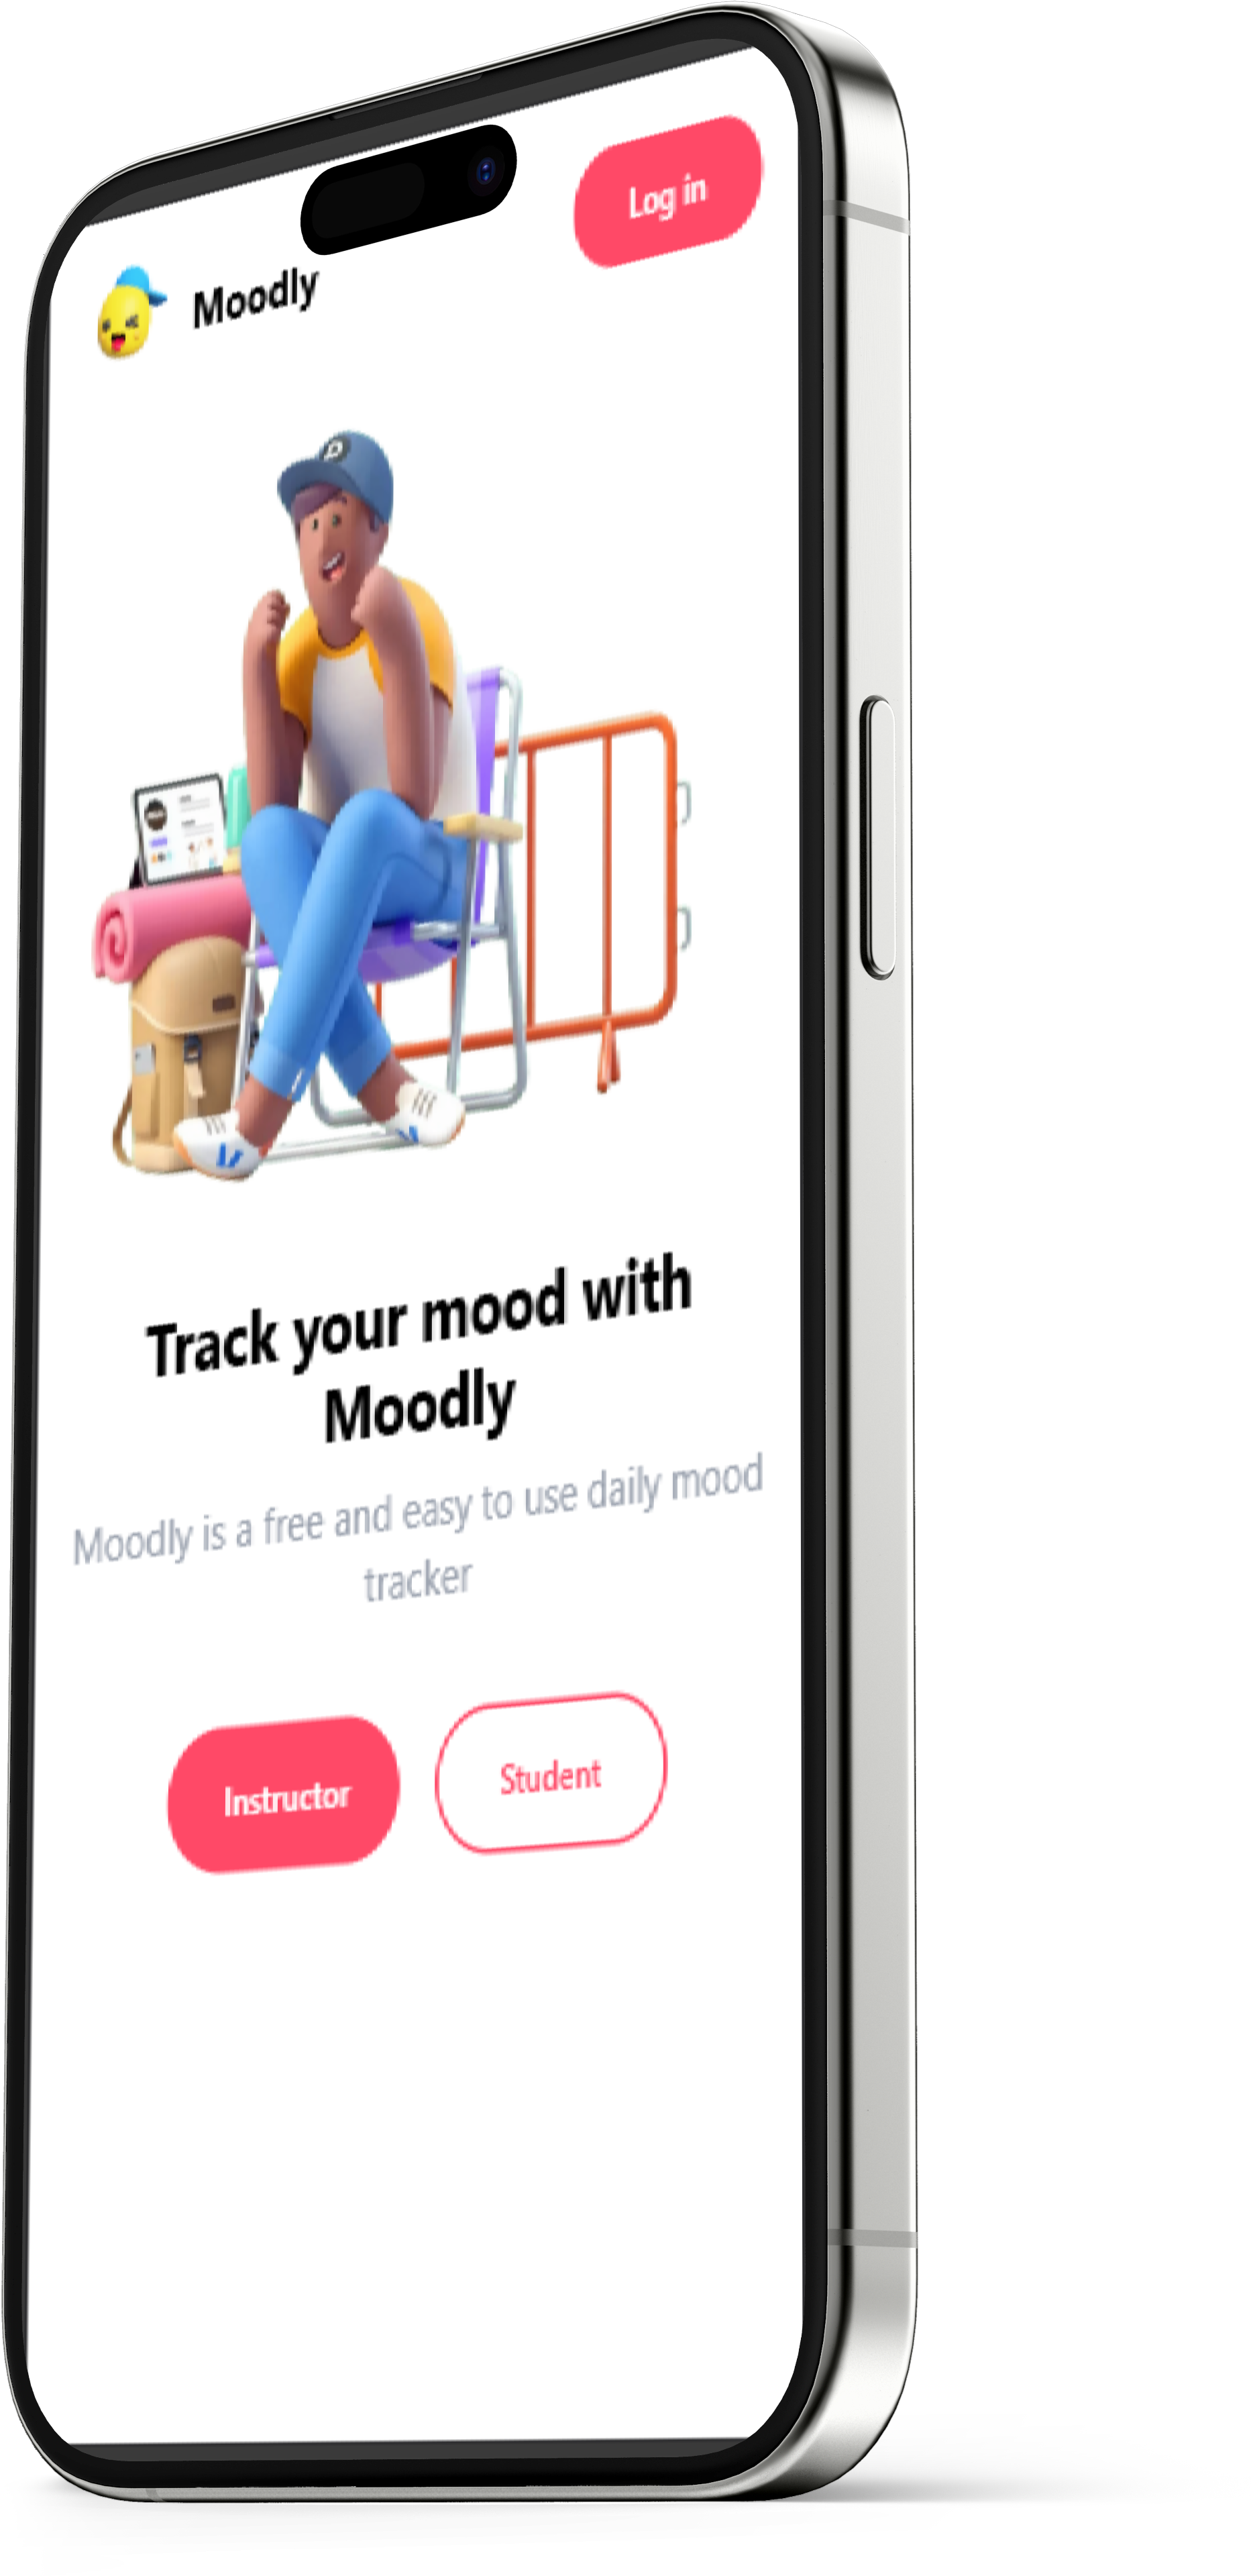 Log in
Moodly
Track your mood with
Moodly
Moodly is a free and easy to use daily mood
tracker
Instructor
Student